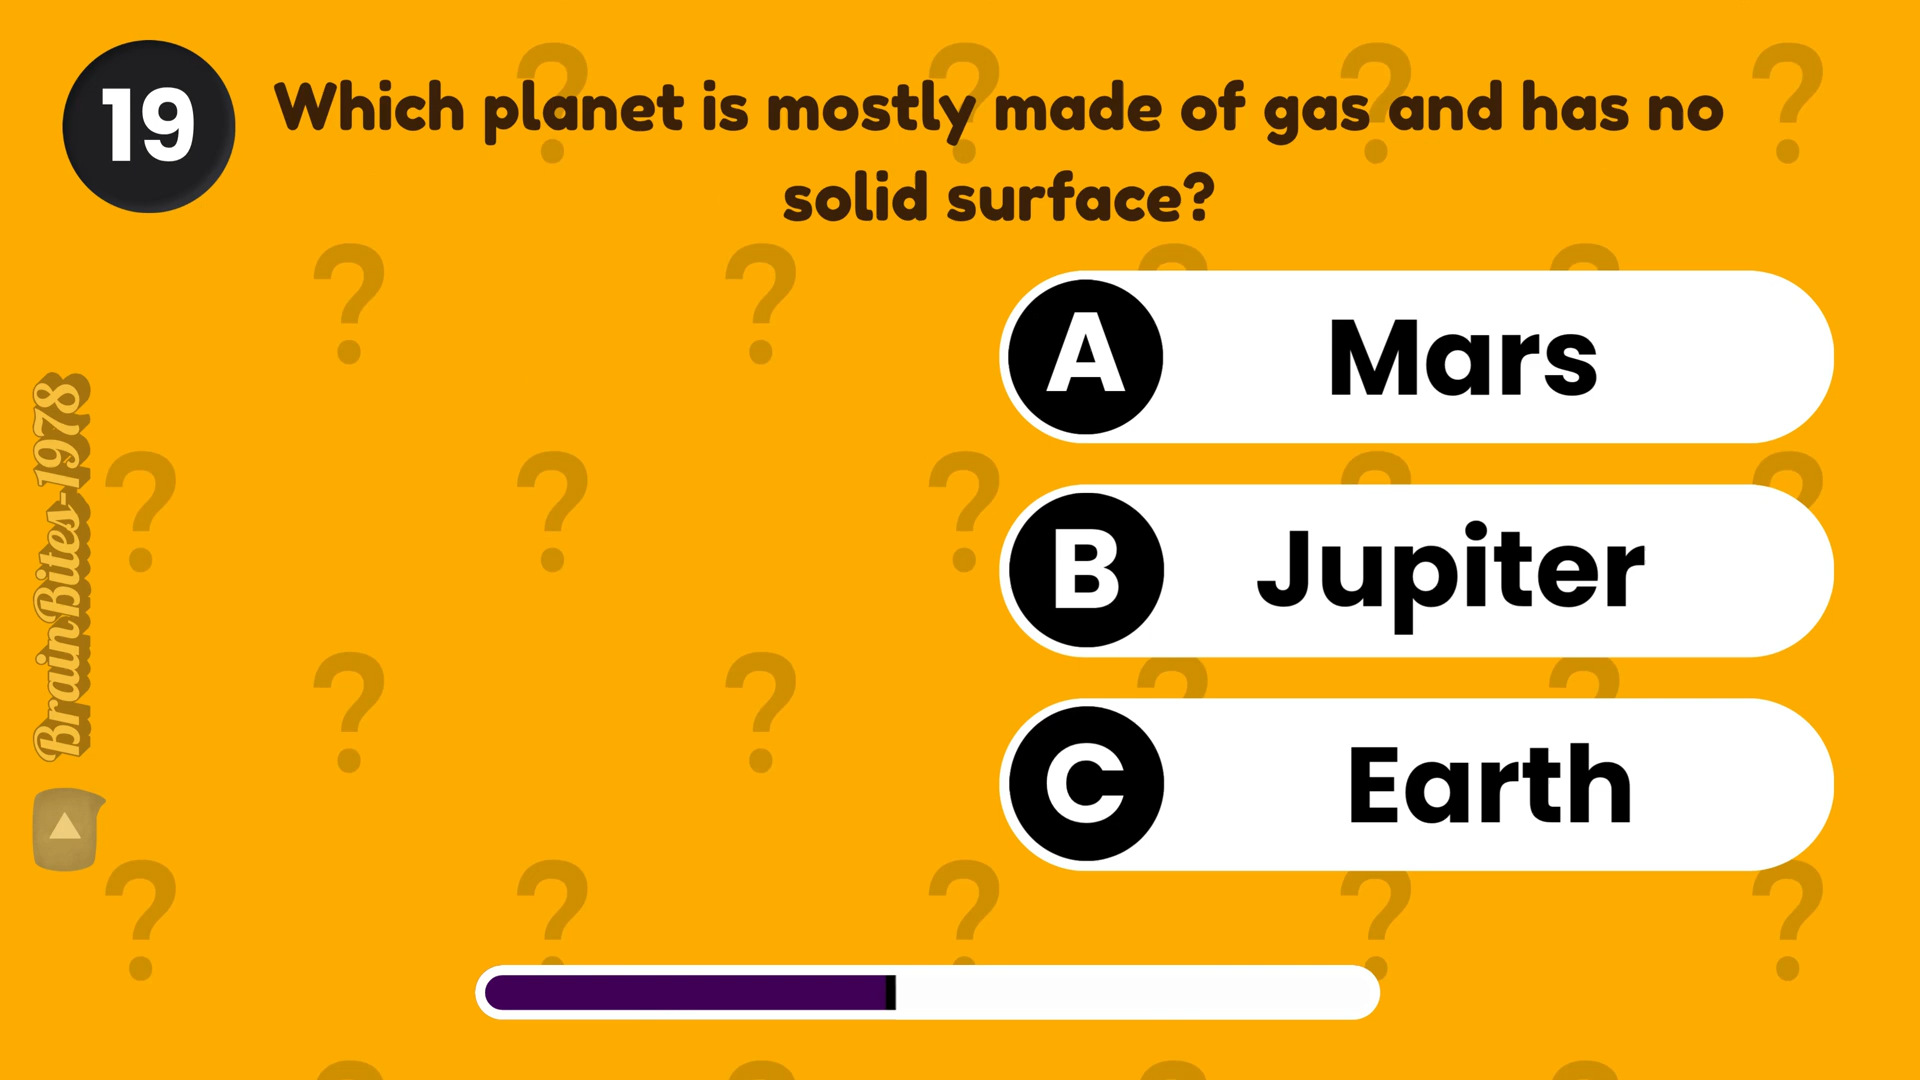 19
Which planet is mostly made of gas and has no
solid surface?
A Mars
B Jupiter
C Earth
BrainBites-1978